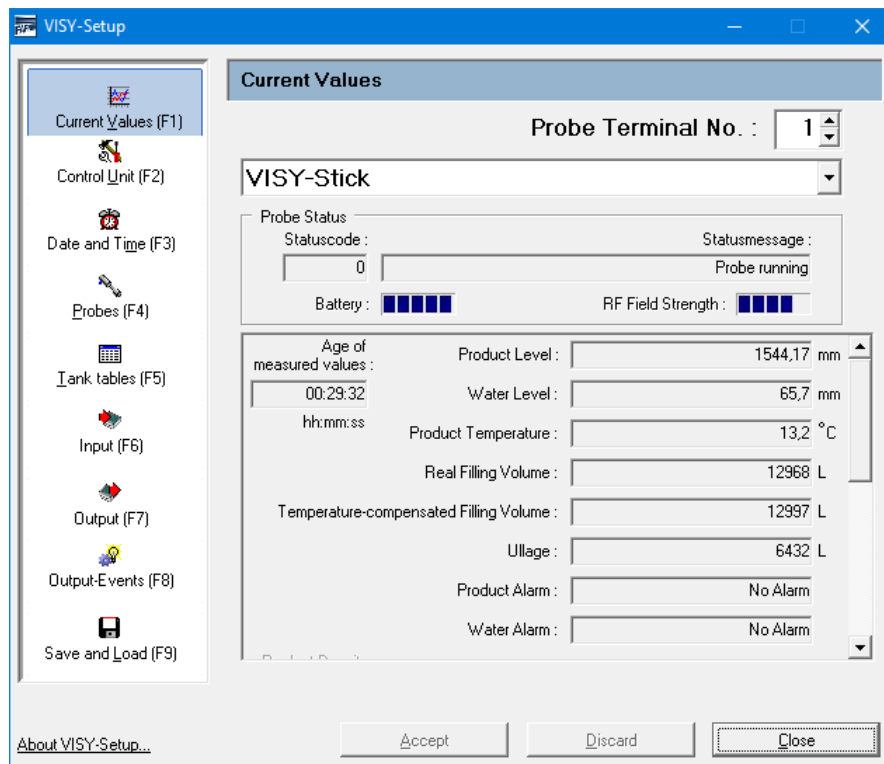 VISY-Setup
Current Values (F1)
Control Unit (F2)
Date and Time (F3)
Probes (F4)
Tank tables (F5)
Input (F6)
Output (F7)
Output-Events (F8)
Save and Load (F9)
About VISY-Setup...
Current Values
Probe Terminal No. : 1
VISY-Stick
Probe Status
Statuscode : Statusmessage :
0 Probe running
Battery : RF Field Strength :
Age of
measured values :
00:29:32
hh:mm:ss
Product Level : 1544,17 mm
Water Level : 65,7 mm
Product Temperature : 13,2 °C
Real Filling Volume : 12968 L
Temperature-compensated Filling Volume : 12997 L
Ullage : 6432 L
Product Alarm : No Alarm
Water Alarm : No Alarm
Accept Discard Close